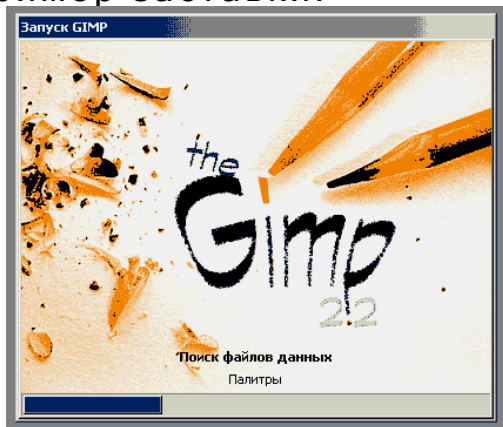 Запуск GIMP
the
Gimp
2.2
Поиск файлов данных
Палитры